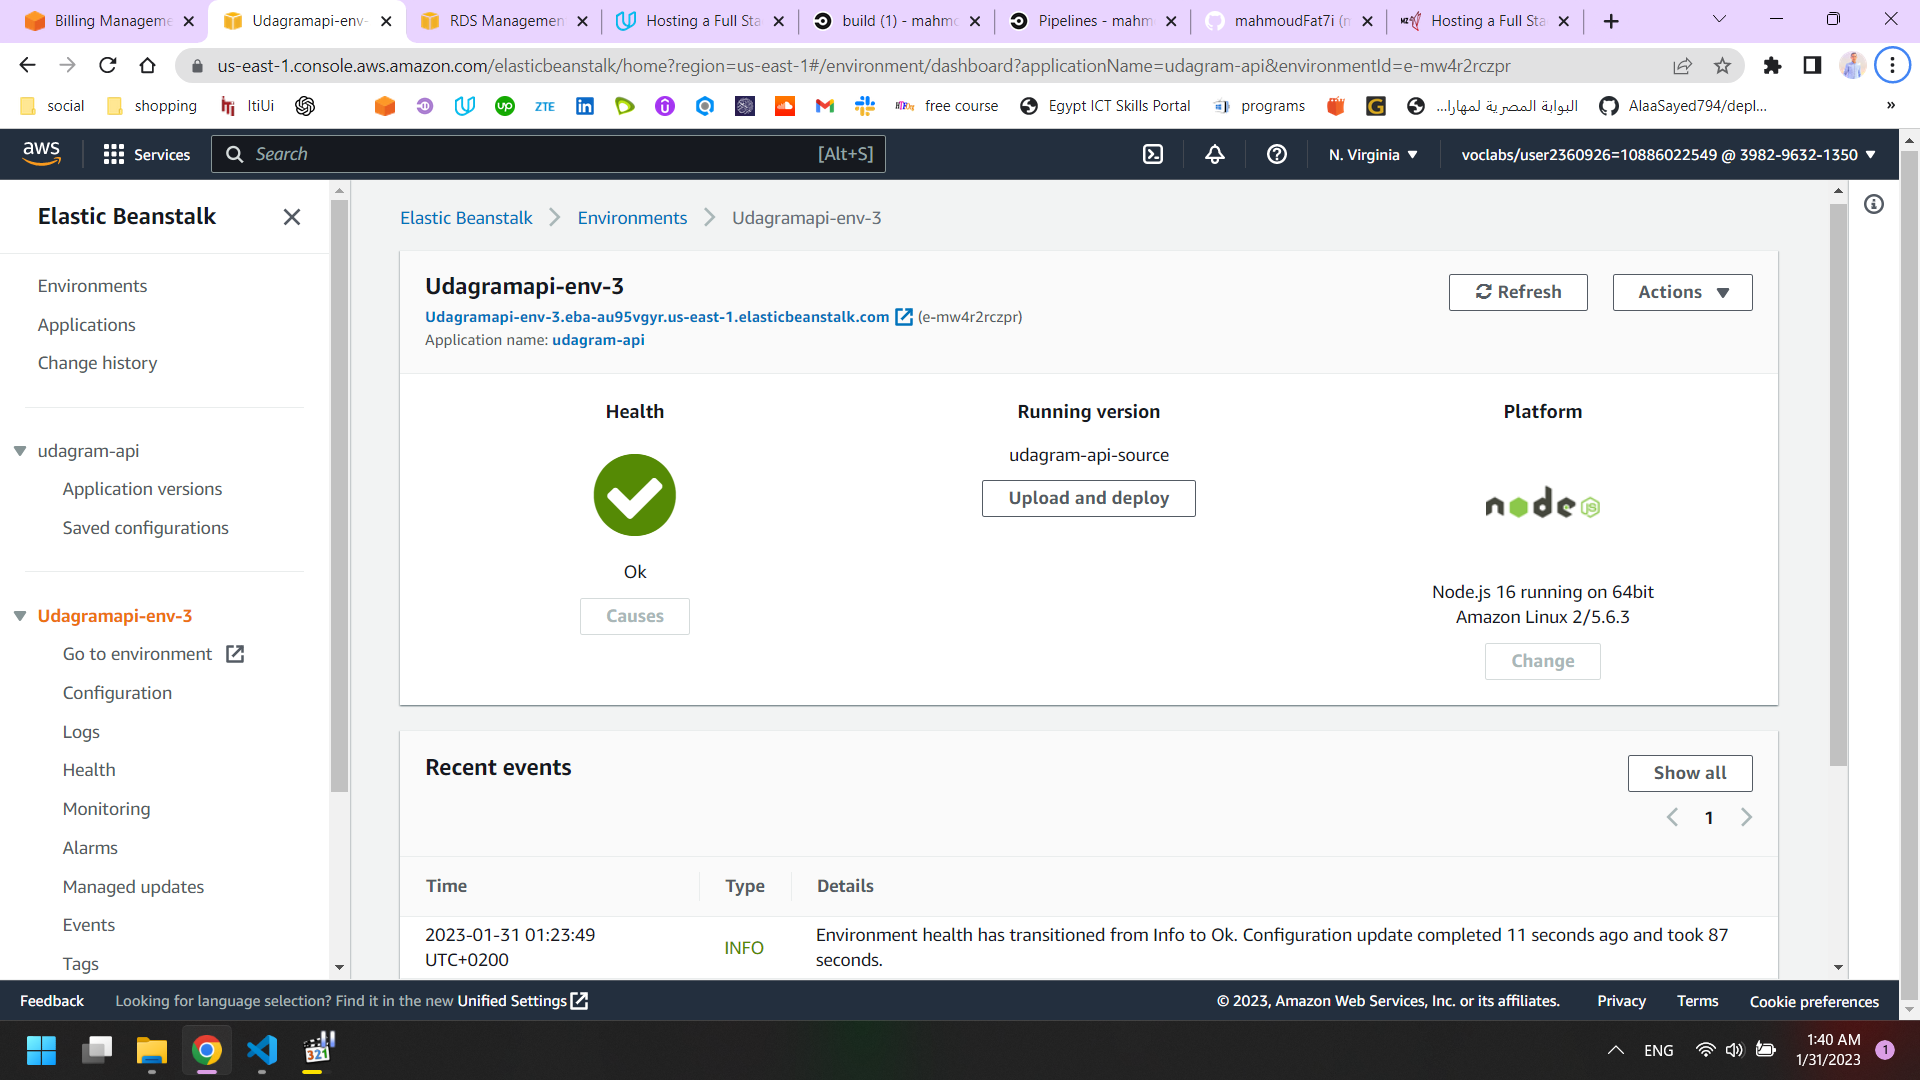 Billing Manageme
Udagramapi-env-
RDS Managemen
Hosting a Full Sta
build (1) - mahmo
Pipelines - mahm
mahmoudFat7i (m
Hosting a Full Sta
us-east-1.console.aws.amazon.com/elasticbeanstalk/home?region=us-east-1#/environment/dashboard?applicationName=udagram-api&environmentId=e-mw4r2rczpr
social
shopping
ItiUi
ZTE
free course
Egypt ICT Skills Portal
programs
البوابة المصرية لمهارا...
AlaaSayed794/depl...
»
aws
Services
Search
[Alt+S]
N. Virginia
voclabs/user2360926=10886022549 @ 3982-9632-1350
Elastic Beanstalk
Environments
Applications
Change history
udagram-api
Application versions
Saved configurations
Udagramapi-env-3
Go to environment
Configuration
Logs
Health
Monitoring
Alarms
Managed updates
Events
Tags
Elastic Beanstalk
Environments
Udagramapi-env-3
Udagramapi-env-3
Udagramapi-env-3.eba-au95vgyr.us-east-1.elasticbeanstalk.com (e-mw4r2rczpr)
Application name: udagram-api
Refresh
Actions
Health
Ok
Causes
Running version
udagram-api-source
Upload and deploy
Platform
node JS
Node.js 16 running on 64bit
Amazon Linux 2/5.6.3
Change
Recent events
Show all
1
Time
Type
Details
2023-01-31 01:23:49
UTC+0200
INFO
Environment health has transitioned from Info to Ok. Configuration update completed 11 seconds ago and took 87
seconds.
Feedback
Looking for language selection? Find it in the new Unified Settings
© 2023, Amazon Web Services, Inc. or its affiliates.
Privacy
Terms
Cookie preferences
321
ENG
1:40 AM
1/31/2023
1